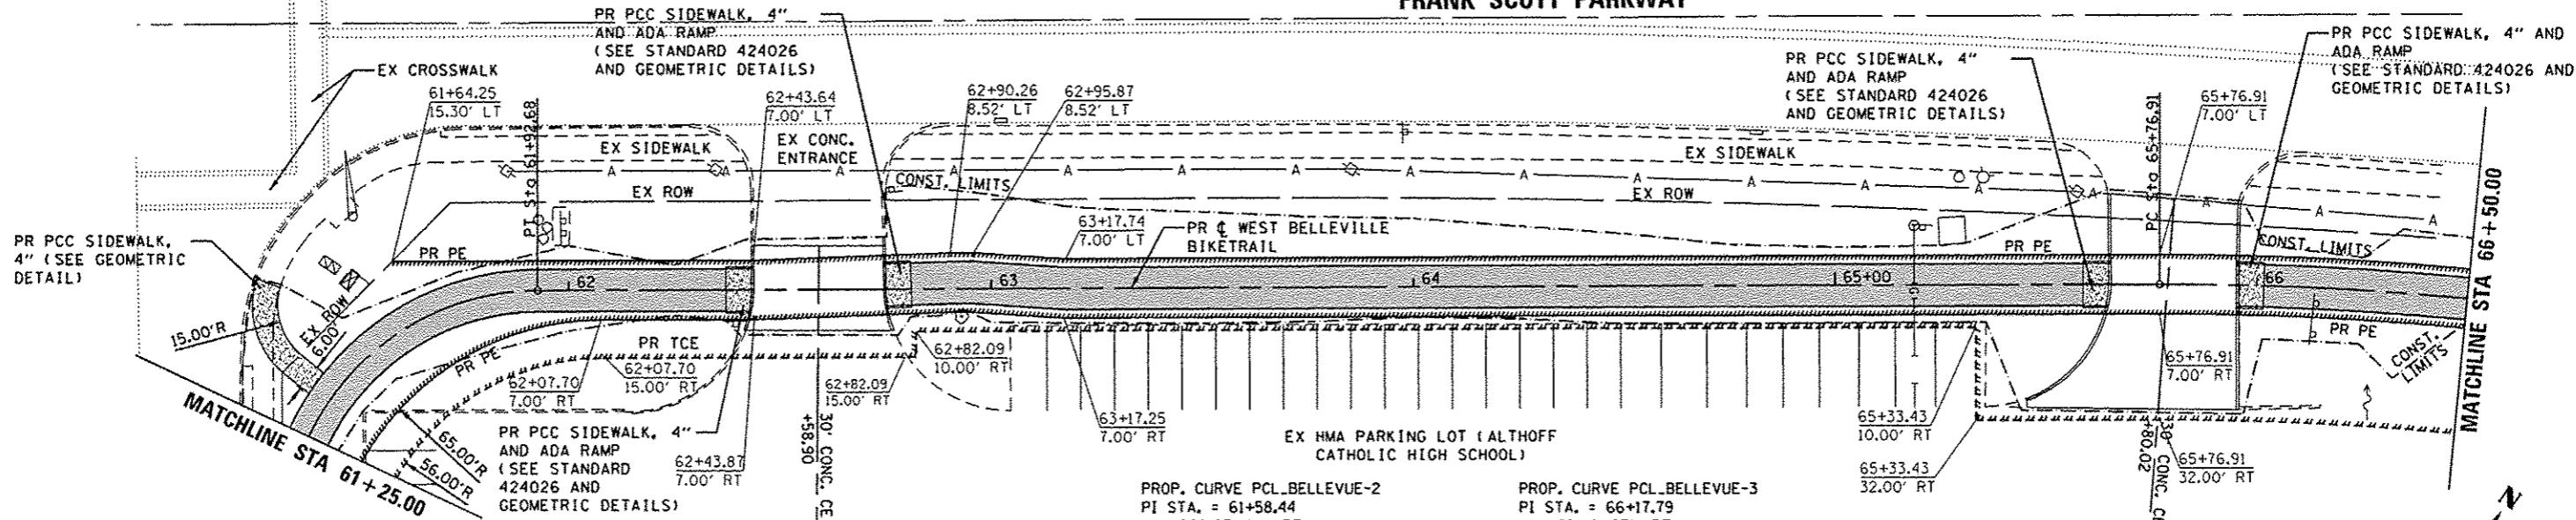 FRANK SCOTT PARKWAY
PR PCC SIDEWALK, 4"
AND ADA RAMP
(SEE STANDARD 424026
AND GEOMETRIC DETAILS)
EX CROSSWALK
61+64.25
15.30' LT
PI Sta 61+92.68
62+43.64
7.00' LT
62+90.26
8.52' LT
62+95.87
8.52' LT
PR PCC SIDEWALK, 4"
AND ADA RAMP
(SEE STANDARD 424026
AND GEOMETRIC DETAILS)
PR PCC SIDEWALK, 4" AND
ADA RAMP
(SEE STANDARD 424026 AND
GEOMETRIC DETAILS)
PC Sta 65+76.91
65+76.91
7.00' LT
EX SIDEWALK
EX CONC.
ENTRANCE
EX SIDEWALK
A A A A A A A A A A A A A A A
CONST. LIMITS
EX ROW
EX ROW
63+17.74
7.00' LT
PR ℄ WEST BELLEVILLE
BIKETRAIL
PR PE
PR PE
CONST. LIMITS
PR PCC SIDEWALK,
4" (SEE GEOMETRIC
DETAIL)
62
63
64
65+00
66
G
MATCHLINE STA 66+50.00
15.00'R
EX ROW
6.00'
PR PE
PR TCE
PR PE
CONST.
LIMITS
62+07.70
7.00' RT
62+07.70
15.00' RT
62+82.09
15.00' RT
62+82.09
10.00' RT
65+76.91
7.00' RT
MATCHLINE STA 61+25.00
65.00'R
56.00'R
PR PCC SIDEWALK, 4"
AND ADA RAMP
(SEE STANDARD
424026 AND
GEOMETRIC DETAILS)
62+43.87
7.00' RT
30' CONC. CE
+58.90
63+17.25
7.00' RT
EX HMA PARKING LOT (ALTHOFF
CATHOLIC HIGH SCHOOL)
65+33.43
10.00' RT
65+33.43
32.00' RT
30' CONC. CE
+80.02
65+76.91
32.00' RT
PROP. CURVE PCL_BELLEVUE-2
PI STA. = 61+58.44
PROP. CURVE PCL_BELLEVUE-3
PI STA. = 66+17.79
N